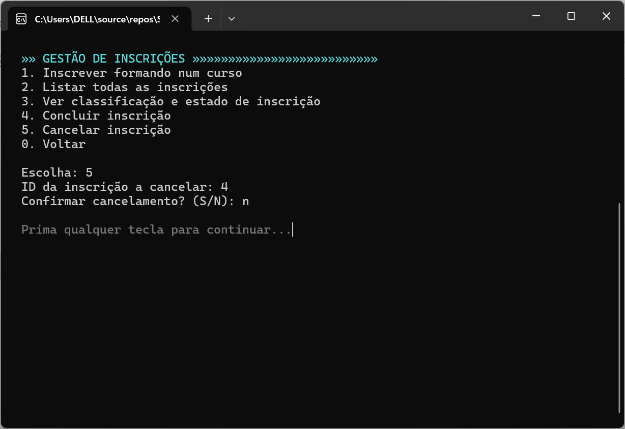 C:\Users\DELL\source\repos\S
»» GESTÃO DE INSCRIÇÕES »»»»»»»»»»»»»»»»»»»»»»»»»»
1. Inscrever formando num curso
2. Listar todas as inscrições
3. Ver classificação e estado de inscrição
4. Concluir inscrição
5. Cancelar inscrição
0. Voltar
Escolha: 5
ID da inscrição a cancelar: 4
Confirmar cancelamento? (S/N): n
Prima qualquer tecla para continuar...